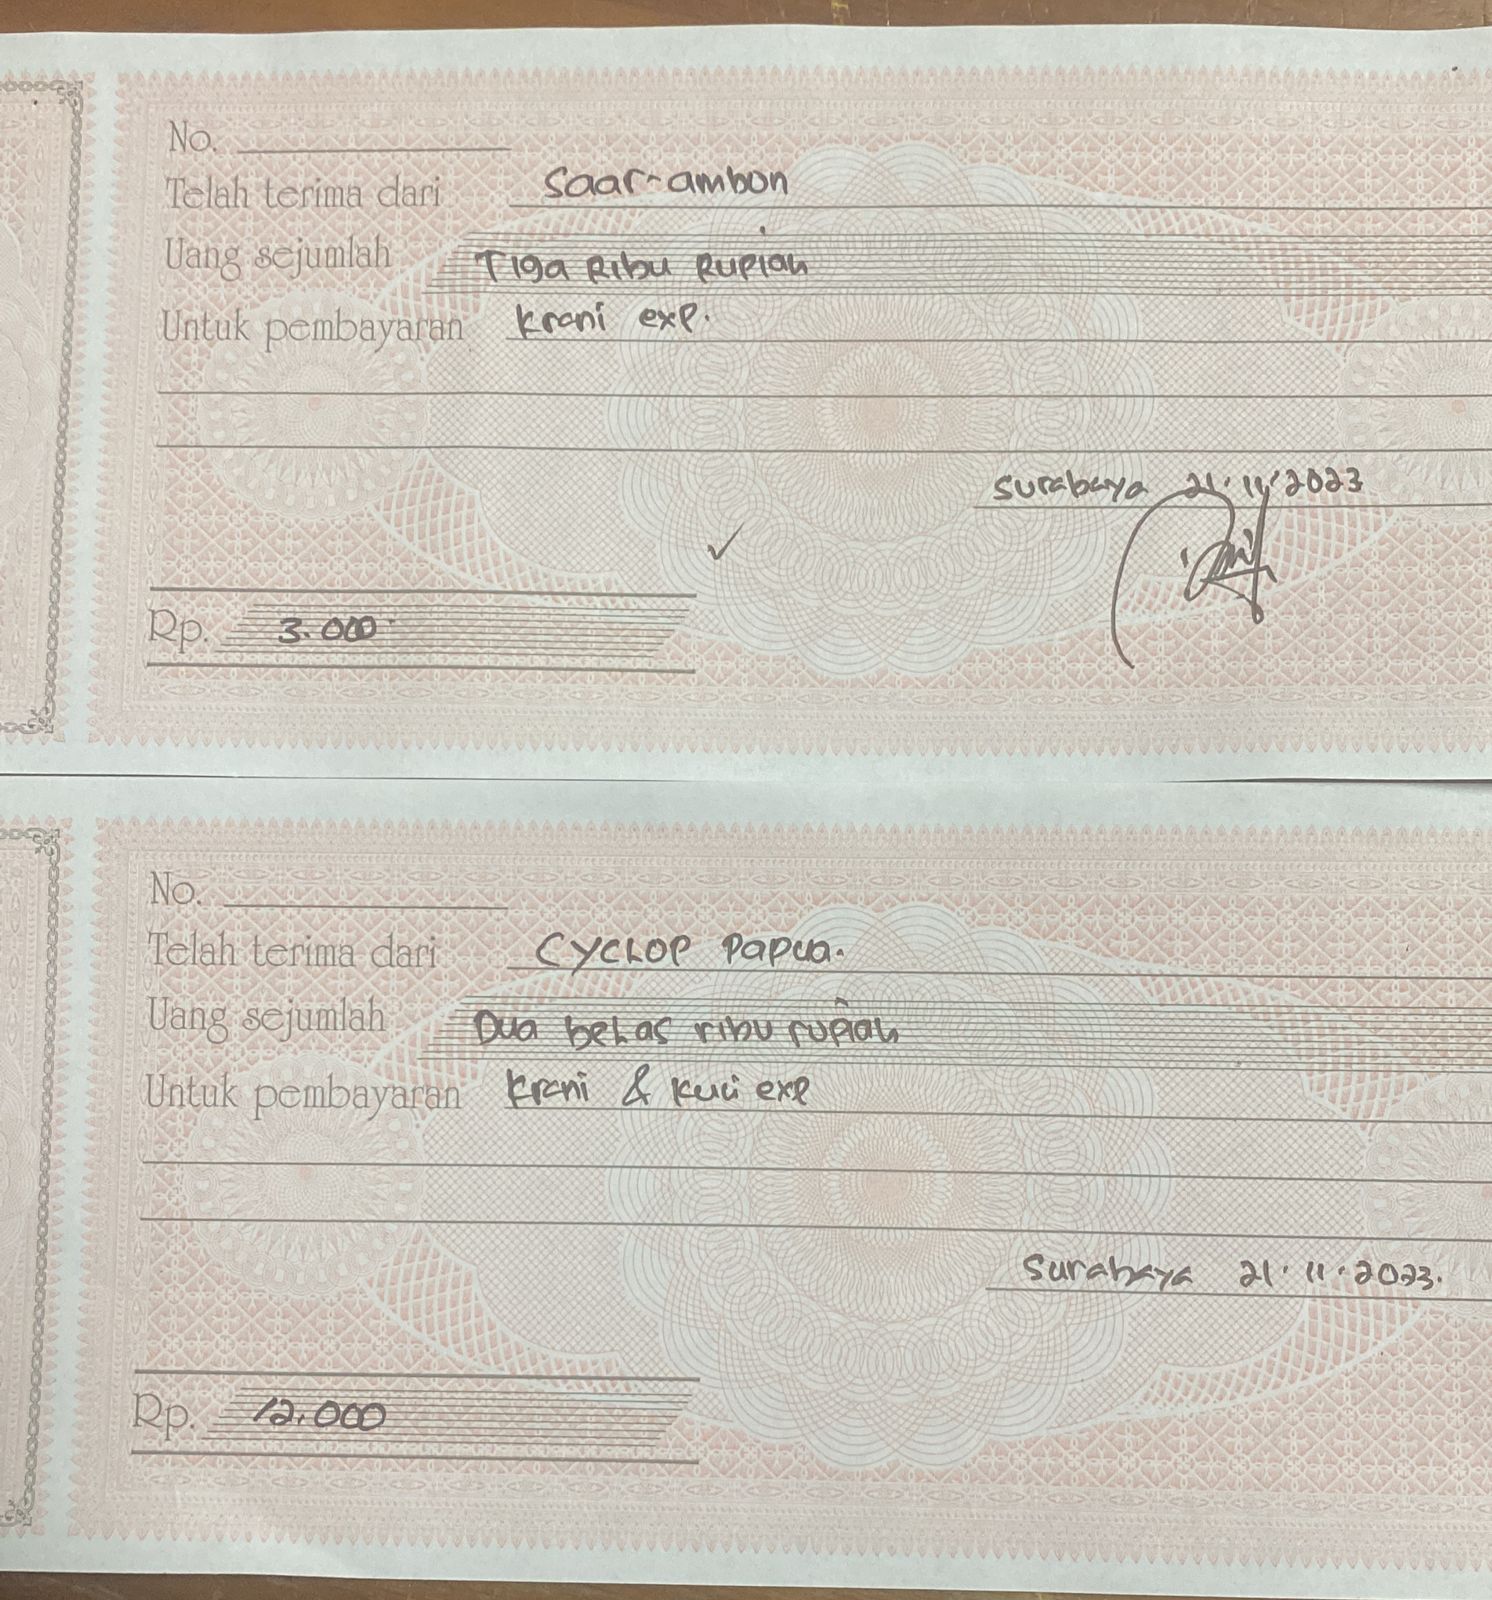 No.
Telah terima dari Saar-ambon
Uang sejumlah Tiga Ribu Rupiah
Untuk pembayaran Krani exp.
Surabaya 21.11.2023
Rp. 3.000
No.
Telah terima dari CYCLOP Papua.
Uang sejumlah Dua belas ribu rupiah
Untuk pembayaran Krani & Kuli exp
Surabaya 21.11.2023.
Rp. 12.000